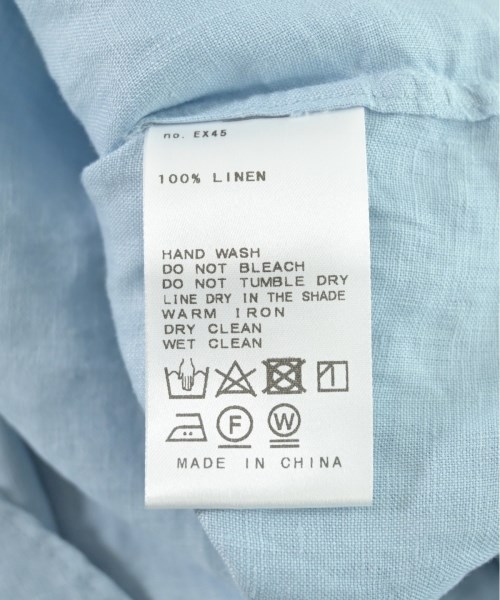 no. EX45
100% LINEN
HAND WASH
DO NOT BLEACH
DO NOT TUMBLE DRY
LINE DRY IN THE SHADE
WARM IRON
DRY CLEAN
WET CLEAN
F W
MADE IN CHINA